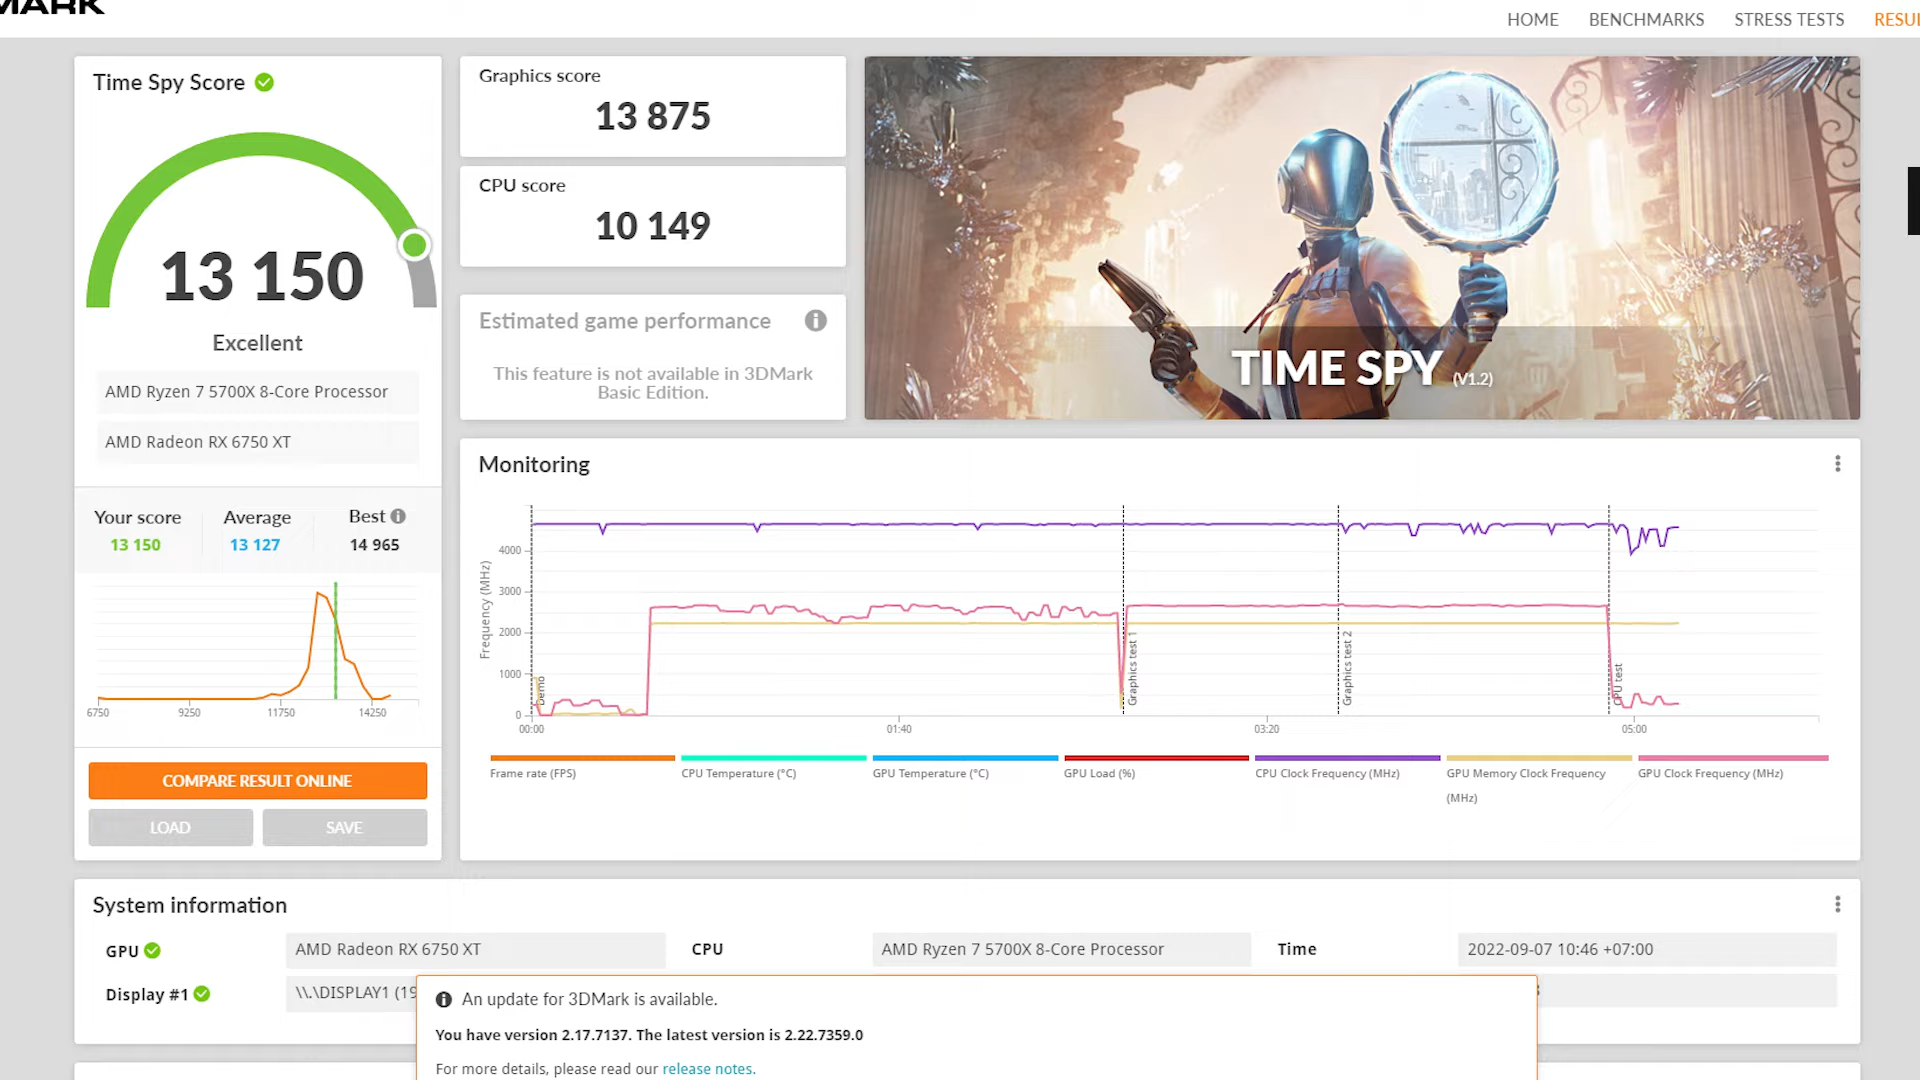 MARK
HOME BENCHMARKS STRESS TESTS RESUL
Time Spy Score
13 150
Excellent
AMD Ryzen 7 5700X 8-Core Processor
AMD Radeon RX 6750 XT
Your score Average Best
13 150 13 127 14 965
6750 9250 11750 14250
COMPARE RESULT ONLINE
LOAD SAVE
Graphics score
13 875
CPU score
10 149
Estimated game performance
This feature is not available in 3DMark
Basic Edition.
TIME SPY (V1.2)
Monitoring
Frequency (MHz)
4000
3000
2000
1000
0
Demo
Graphics test 1
Graphics test 2
CPU test
00:00 01:40 03:20 05:00
Frame rate (FPS) CPU Temperature (°C) GPU Temperature (°C) GPU Load (%) CPU Clock Frequency (MHz) GPU Memory Clock Frequency GPU Clock Frequency (MHz)
(MHz)
System information
GPU AMD Radeon RX 6750 XT CPU AMD Ryzen 7 5700X 8-Core Processor Time 2022-09-07 10:46 +07:00
Display #1 \\.\DISPLAY1 (19
An update for 3DMark is available.
You have version 2.17.7137. The latest version is 2.22.7359.0
For more details, please read our release notes.